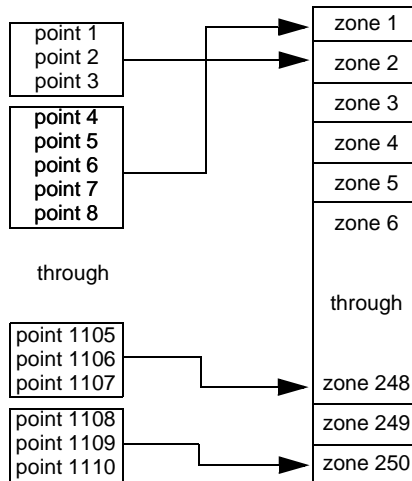 point 1
point 2
point 3
point 4
point 5
point 6
point 7
point 8
through
point 1105
point 1106
point 1107
point 1108
point 1109
point 1110
zone 1
zone 2
zone 3
zone 4
zone 5
zone 6
through
zone 248
zone 249
zone 250